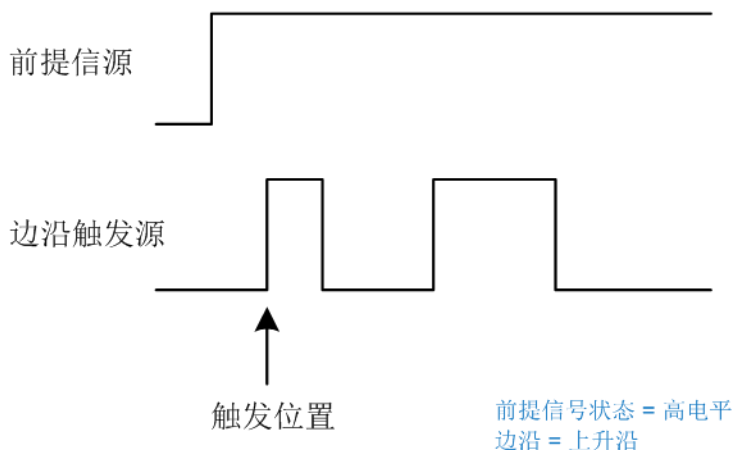 前提信源
边沿触发源
触发位置
前提信号状态 = 高电平
边沿 = 上升沿